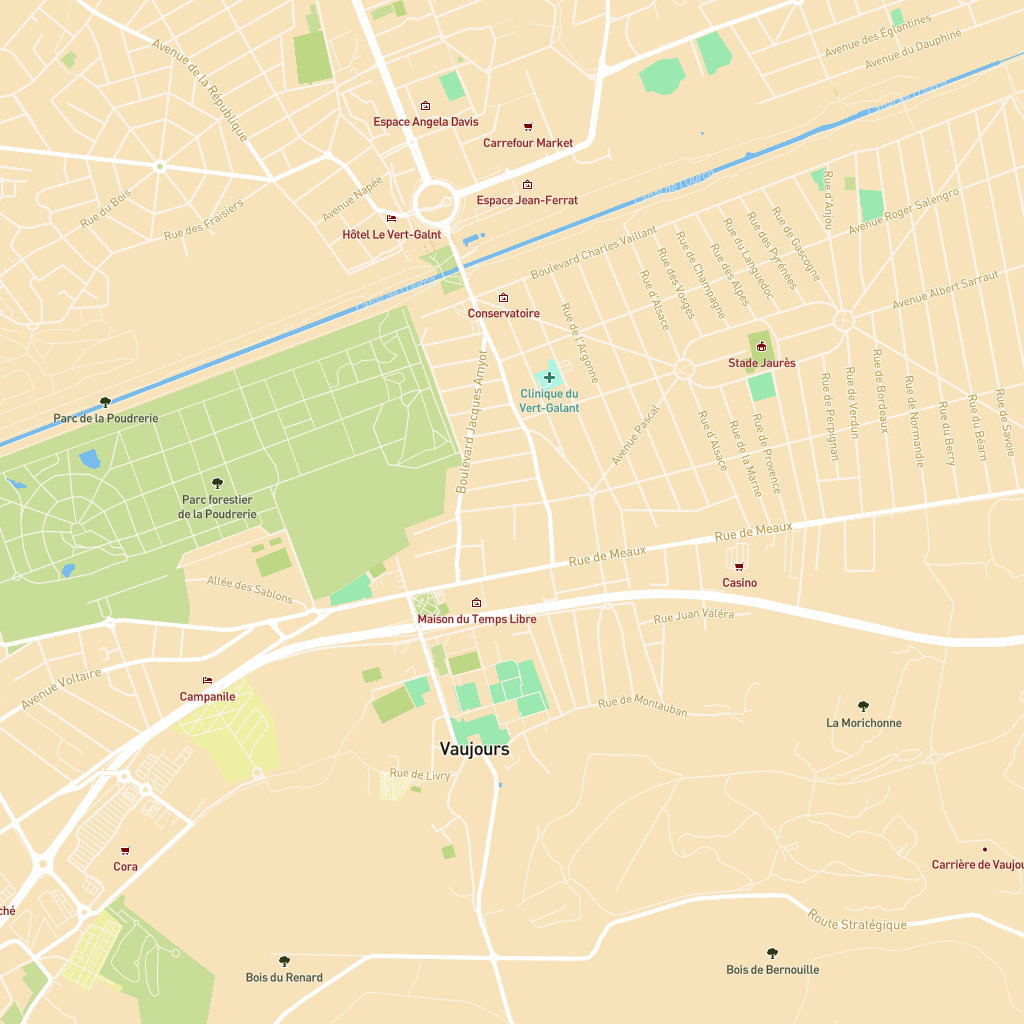 Avenue des Églantines
Avenue du Dauphiné
Avenue de la République
Canal de l'Ourcq
Espace Angela Davis
Carrefour Market
Espace Jean-Ferrat
Rue du Bois
Rue des Fraisiers
Avenue Napée
Hôtel Le Vert-Galnt
Canal de l'Ourcq
Rue d'Anjou
Avenue Roger Salengro
Rue de Gascogne
Rue des Pyrénées
Rue du Languedoc
Rue des Alpes
Rue de Champagne
Rue des Vosges
Rue d'Alsace
Boulevard Charles Vaillant
Avenue Albert Sarraut
Canal de l'Ourcq
Conservatoire
Rue de l'Argonne
Stade Jaurès
Boulevard Jacques Amyot
Clinique du
Vert-Galant
Parc de la Poudrerie
Avenue Pascal
Rue d'Alsace
Rue de la Marne
Rue de Provence
Rue de Perpignan
Rue de Verdun
Rue de Bordeaux
Rue de Normandie
Rue du Berry
Rue du Béarn
Rue de Savoie
Parc forestier
de la Poudrerie
Rue de Meaux
Rue de Meaux
Casino
Allée des Sablons
Maison du Temps Libre
Rue Juan Valéra
Avenue Voltaire
Campanile
Rue de Montauban
La Morichonne
Vaujours
Rue de Livry
Cora
Carrière de Vaujou
ché
Route Stratégique
Bois du Renard
Bois de Bernouille